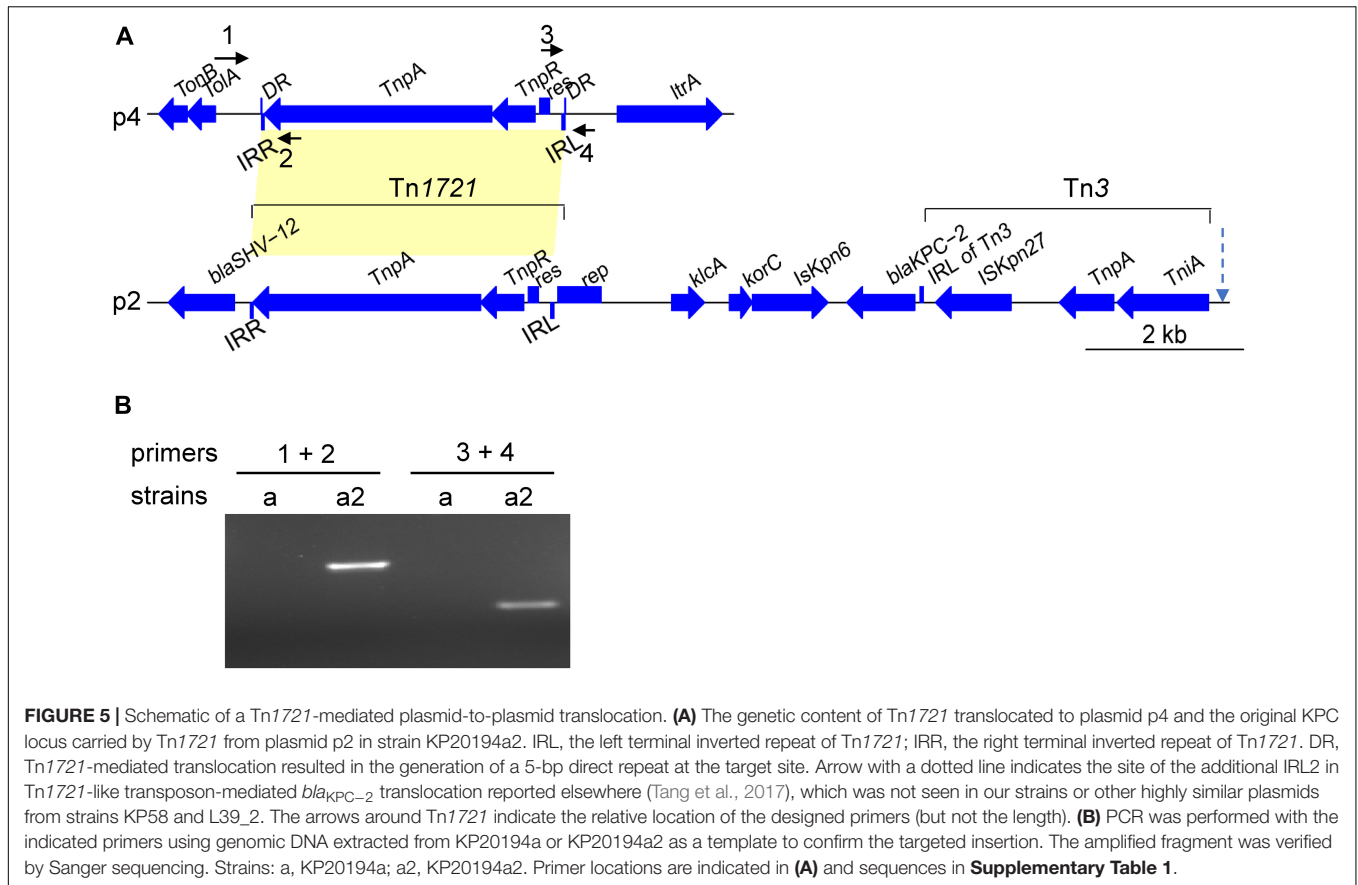 A
1
3
TonB
TolA
DR
TnpA
TnpR
res
DR
ltrA
p4
IRR
2
IRL
4
Tn1721
Tn3
blaSHV−12
TnpA
TnpR
res
rep
klcA
korC
IsKpn6
blaKPC−2
IRL of Tn3
ISKpn27
TnpA
TniA
p2
IRR
IRL
2 kb
B
primers 1 + 2 3 + 4
strains a a2 a a2
FIGURE 5 | Schematic of a Tn1721-mediated plasmid-to-plasmid translocation. (A) The genetic content of Tn1721 translocated to plasmid p4 and the original KPC
locus carried by Tn1721 from plasmid p2 in strain KP20194a2. IRL, the left terminal inverted repeat of Tn1721; IRR, the right terminal inverted repeat of Tn1721. DR,
Tn1721-mediated translocation resulted in the generation of a 5-bp direct repeat at the target site. Arrow with a dotted line indicates the site of the additional IRL2 in
Tn1721-like transposon-mediated blaKPC−2 translocation reported elsewhere (Tang et al., 2017), which was not seen in our strains or other highly similar plasmids
from strains KP58 and L39_2. The arrows around Tn1721 indicate the relative location of the designed primers (but not the length). (B) PCR was performed with the
indicated primers using genomic DNA extracted from KP20194a or KP20194a2 as a template to confirm the targeted insertion. The amplified fragment was verified
by Sanger sequencing. Strains: a, KP20194a; a2, KP20194a2. Primer locations are indicated in (A) and sequences in Supplementary Table 1.